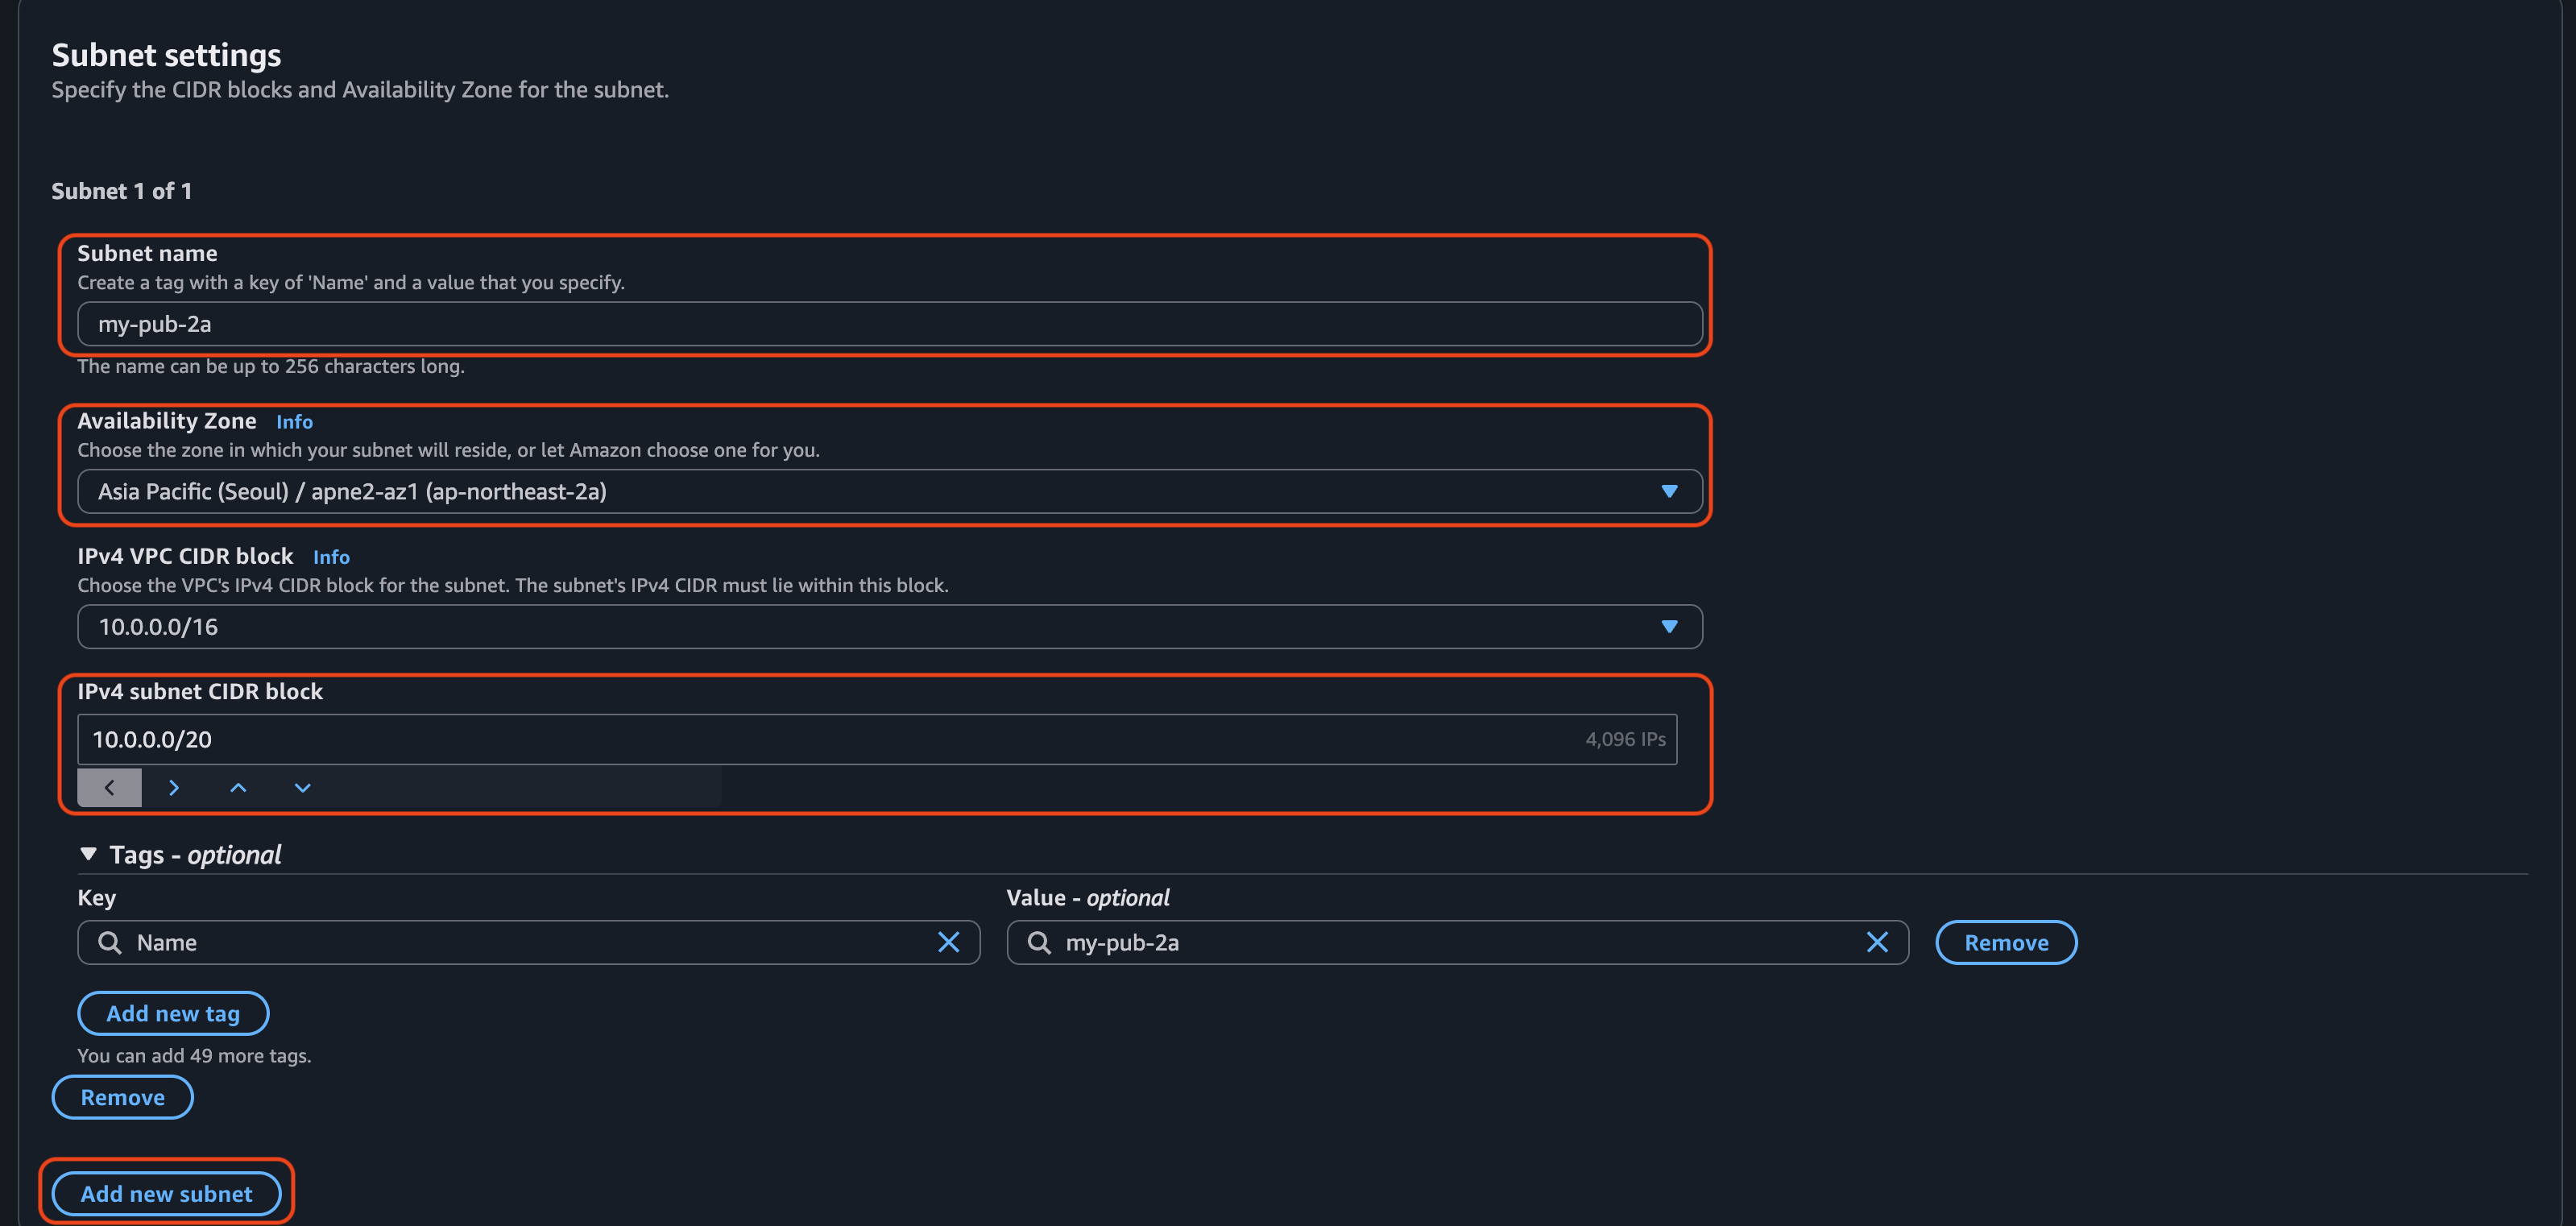 Subnet settings
Specify the CIDR blocks and Availability Zone for the subnet.
Subnet 1 of 1
Subnet name
Create a tag with a key of 'Name' and a value that you specify.
my-pub-2a
The name can be up to 256 characters long.
Availability Zone Info
Choose the zone in which your subnet will reside, or let Amazon choose one for you.
Asia Pacific (Seoul) / apne2-az1 (ap-northeast-2a)
IPv4 VPC CIDR block Info
Choose the VPC's IPv4 CIDR block for the subnet. The subnet's IPv4 CIDR must lie within this block.
10.0.0.0/16
IPv4 subnet CIDR block
10.0.0.0/20 4,096 IPs
Tags - optional
Key Value - optional
Name my-pub-2a Remove
Add new tag
You can add 49 more tags.
Remove
Add new subnet